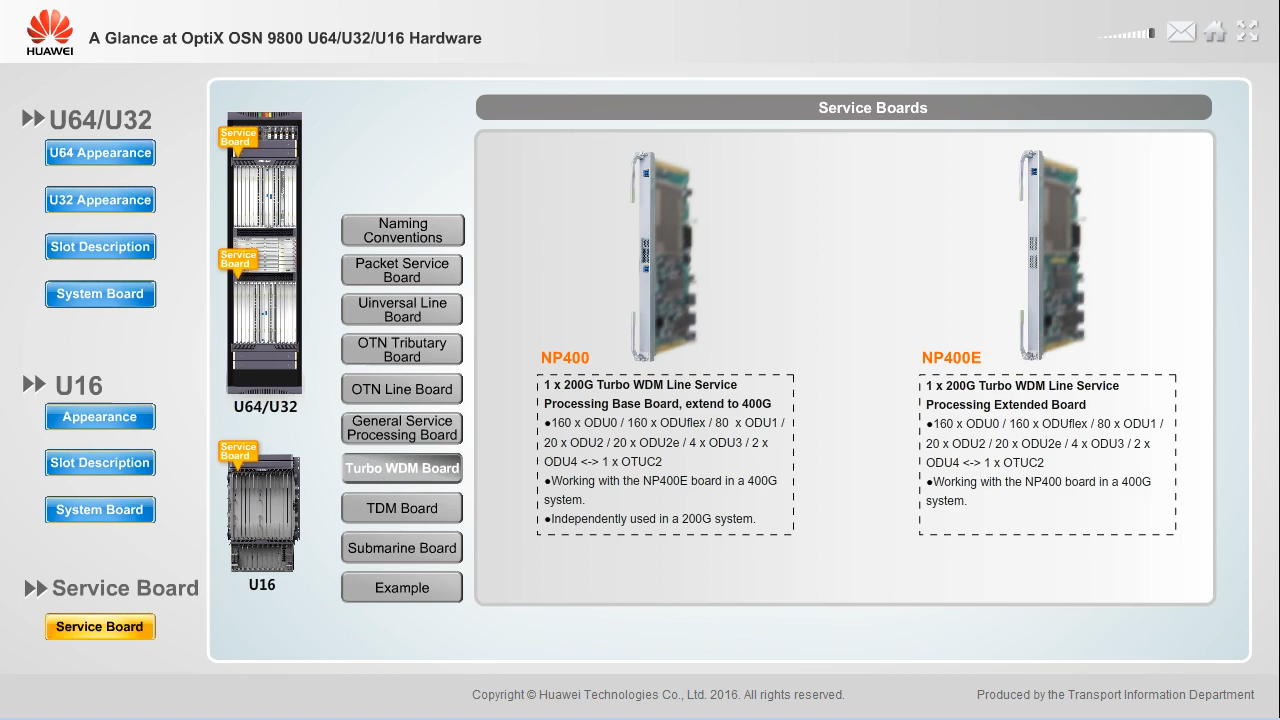 HUAWEI
A Glance at OptiX OSN 9800 U64/U32/U16 Hardware
U64/U32
U64 Appearance
U32 Appearance
Slot Description
System Board
U16
Appearance
Slot Description
System Board
Service Board
Service Board
Service
Board
Service
Board
U64/U32
Service
Board
U16
Naming
Conventions
Packet Service
Board
Uinversal Line
Board
OTN Tributary
Board
OTN Line Board
General Service
Processing Board
Turbo WDM Board
TDM Board
Submarine Board
Example
Service Boards
NP400
1 x 200G Turbo WDM Line Service
Processing Base Board, extend to 400G
●160 x ODU0 / 160 x ODUflex / 80 x ODU1 /
20 x ODU2 / 20 x ODU2e / 4 x ODU3 / 2 x
ODU4 <-> 1 x OTUC2
●Working with the NP400E board in a 400G
system.
●Independently used in a 200G system.
NP400E
1 x 200G Turbo WDM Line Service
Processing Extended Board
●160 x ODU0 / 160 x ODUflex / 80 x ODU1 /
20 x ODU2 / 20 x ODU2e / 4 x ODU3 / 2 x
ODU4 <-> 1 x OTUC2
●Working with the NP400 board in a 400G
system.
Copyright © Huawei Technologies Co., Ltd. 2016. All rights reserved.
Produced by the Transport Information Department